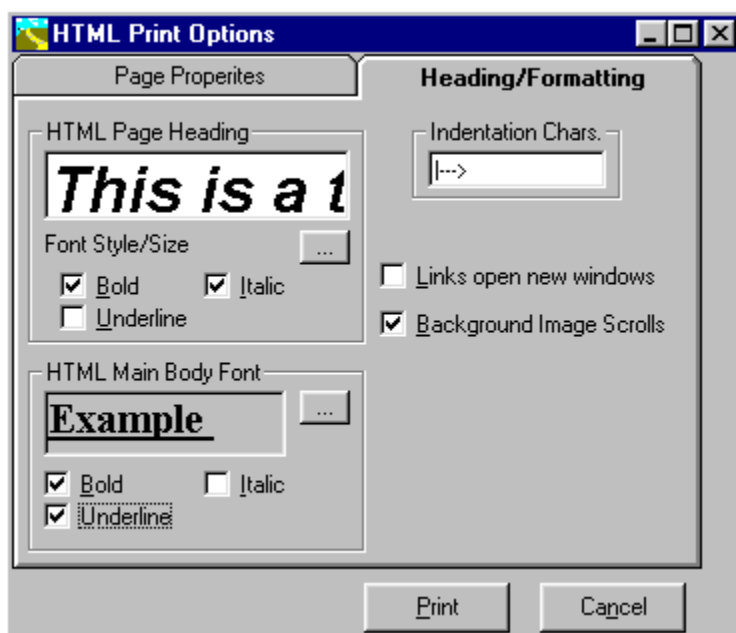 HTML Print Options
Page Properites
Heading/Formatting
HTML Page Heading
This is a t
Font Style/Size
...
Bold
Italic
Underline
HTML Main Body Font
Example
...
Bold
Italic
Underline
Indentation Chars.
|--->
Links open new windows
Background Image Scrolls
Print
Cancel